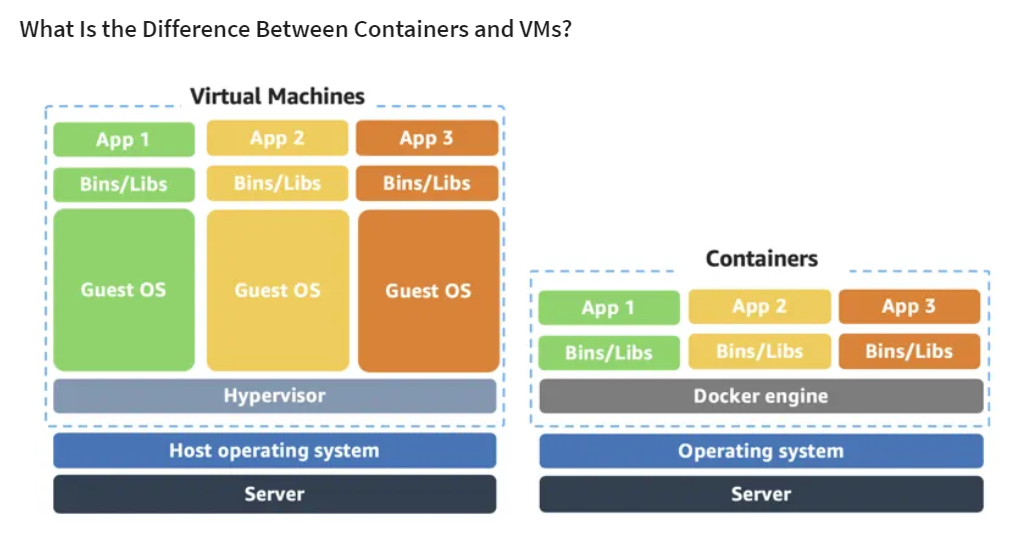 What Is the Difference Between Containers and VMs?
Virtual Machines
App 1
App 2
App 3
Bins/Libs
Bins/Libs
Bins/Libs
Guest OS
Guest OS
Guest OS
Hypervisor
Host operating system
Server
Containers
App 1
App 2
App 3
Bins/Libs
Bins/Libs
Bins/Libs
Docker engine
Operating system
Server